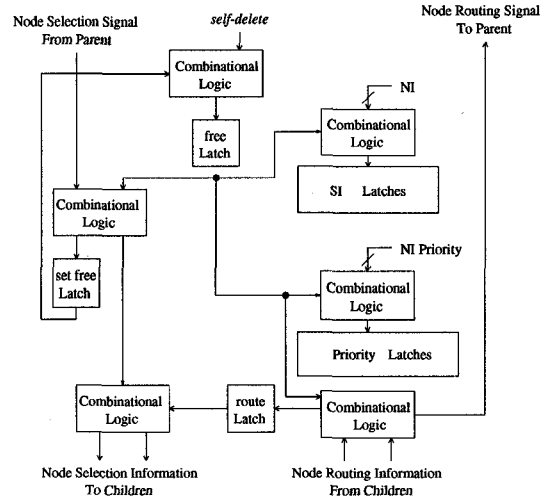 Node Selection Signal
From Parent
self-delete
Node Routing Signal
To Parent
Combinational
Logic
free
Latch
NI
Combinational
Logic
SI Latches
Combinational
Logic
set free
Latch
NI Priority
Combinational
Logic
Priority Latches
Combinational
Logic
route
Latch
Combinational
Logic
Node Selection Information
To Children
Node Routing Information
From Children